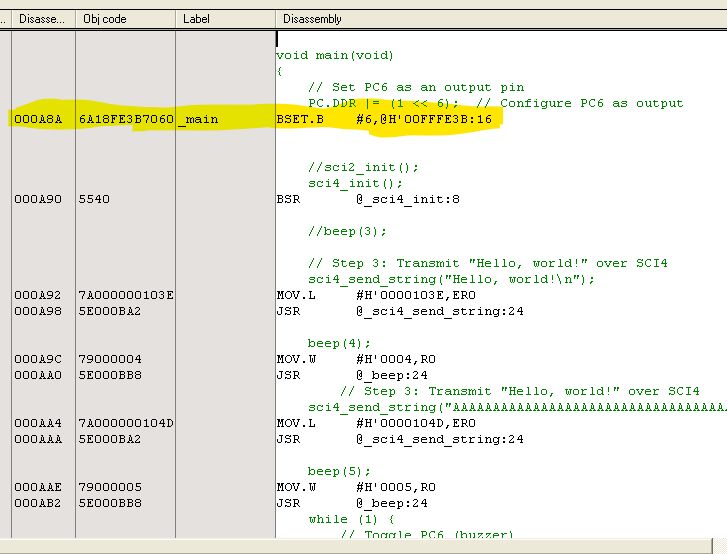 .. Disasse... Obj code Label Disassembly
void main(void)
{
// Set PC6 as an output pin
PC.DDR |= (1 << 6);  // Configure PC6 as output
000A8A 6A18FE3B7060 _main BSET.B #6,@H'00FFFE3B:16
//sci2_init();
sci4_init();
000A90 5540 BSR @_sci4_init:8
//beep(3);
// Step 3: Transmit "Hello, world!" over SCI4
sci4_send_string("Hello, world!\n");
000A92 7A000000103E MOV.L #H'0000103E,ER0
000A98 5E000BA2 JSR @_sci4_send_string:24
beep(4);
000A9C 79000004 MOV.W #H'0004,R0
000AA0 5E000BB8 JSR @_beep:24
// Step 3: Transmit "Hello, world!" over SCI4
sci4_send_string("AAAAAAAAAAAAAAAAAAAAAAAAAAAAAAAAAA
000AA4 7A000000104D MOV.L #H'0000104D,ER0
000AAA 5E000BA2 JSR @_sci4_send_string:24
beep(5);
000AAE 79000005 MOV.W #H'0005,R0
000AB2 5E000BB8 JSR @_beep:24
while (1) {
// Toggle PC6 (buzzer)